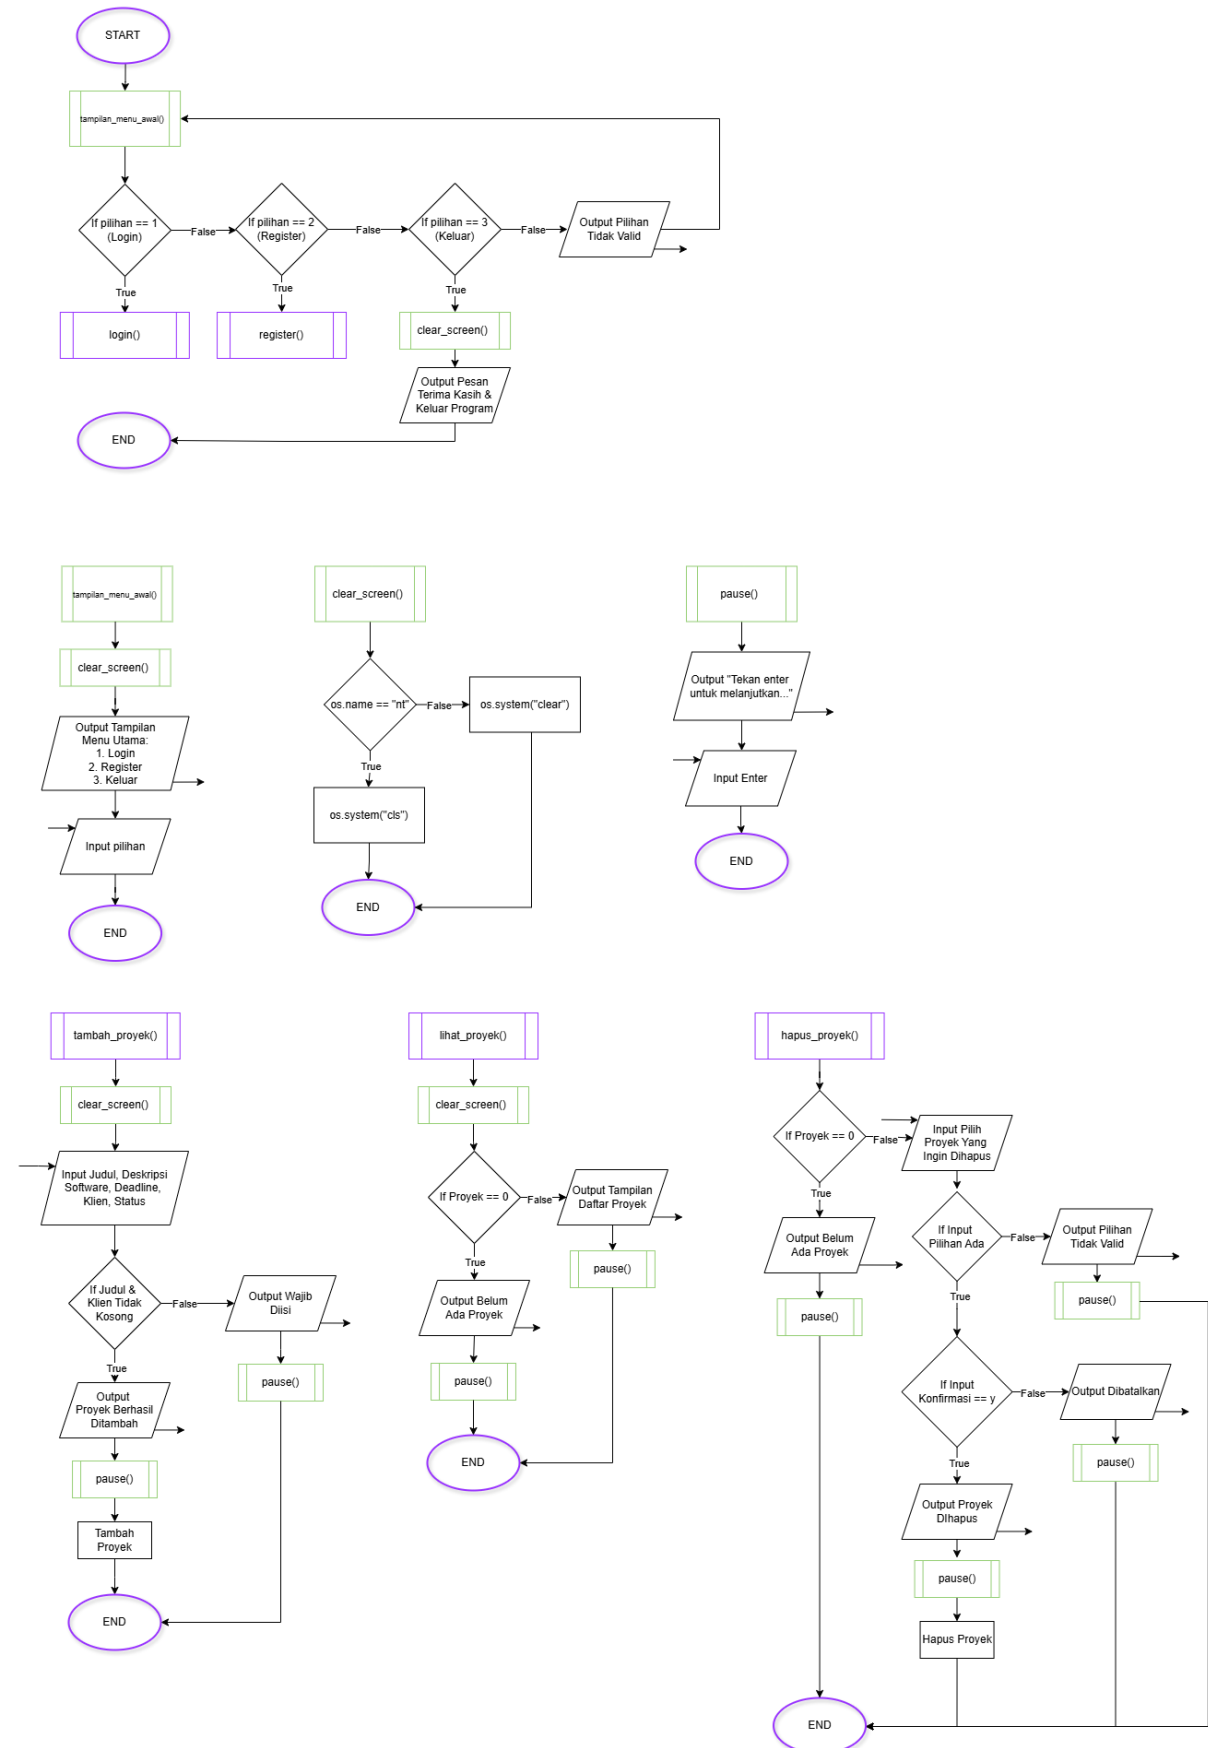 START
tampilan_menu_awal()
If pilihan == 1
(Login)
False
If pilihan == 2
(Register)
False
If pilihan == 3
(Keluar)
False
Output Pilihan
Tidak Valid
True
True
True
login()
register()
clear_screen()
Output Pesan
Terima Kasih &
Keluar Program
END
tampilan_menu_awal()
clear_screen()
Output Tampilan
Menu Utama:
1. Login
2. Register
3. Keluar
Input pilihan
END
clear_screen()
os.name == "nt"
False
os.system("clear")
True
os.system("cls")
END
pause()
Output "Tekan enter
untuk melanjutkan..."
Input Enter
END
tambah_proyek()
clear_screen()
Input Judul, Deskripsi
Software, Deadline,
Klien, Status
If Judul &
Klien Tidak
Kosong
False
Output Wajib
Diisi
pause()
True
Output
Proyek Berhasil
Ditambah
pause()
Tambah
Proyek
END
lihat_proyek()
clear_screen()
If Proyek == 0
False
Output Tampilan
Daftar Proyek
pause()
True
Output Belum
Ada Proyek
pause()
END
hapus_proyek()
If Proyek == 0
False
Input Pilih
Proyek Yang
Ingin Dihapus
True
Output Belum
Ada Proyek
pause()
If Input
Pilihan Ada
False
Output Pilihan
Tidak Valid
pause()
True
If Input
Konfirmasi == y
False
Output Dibatalkan
pause()
True
Output Proyek
DIhapus
pause()
Hapus Proyek
END